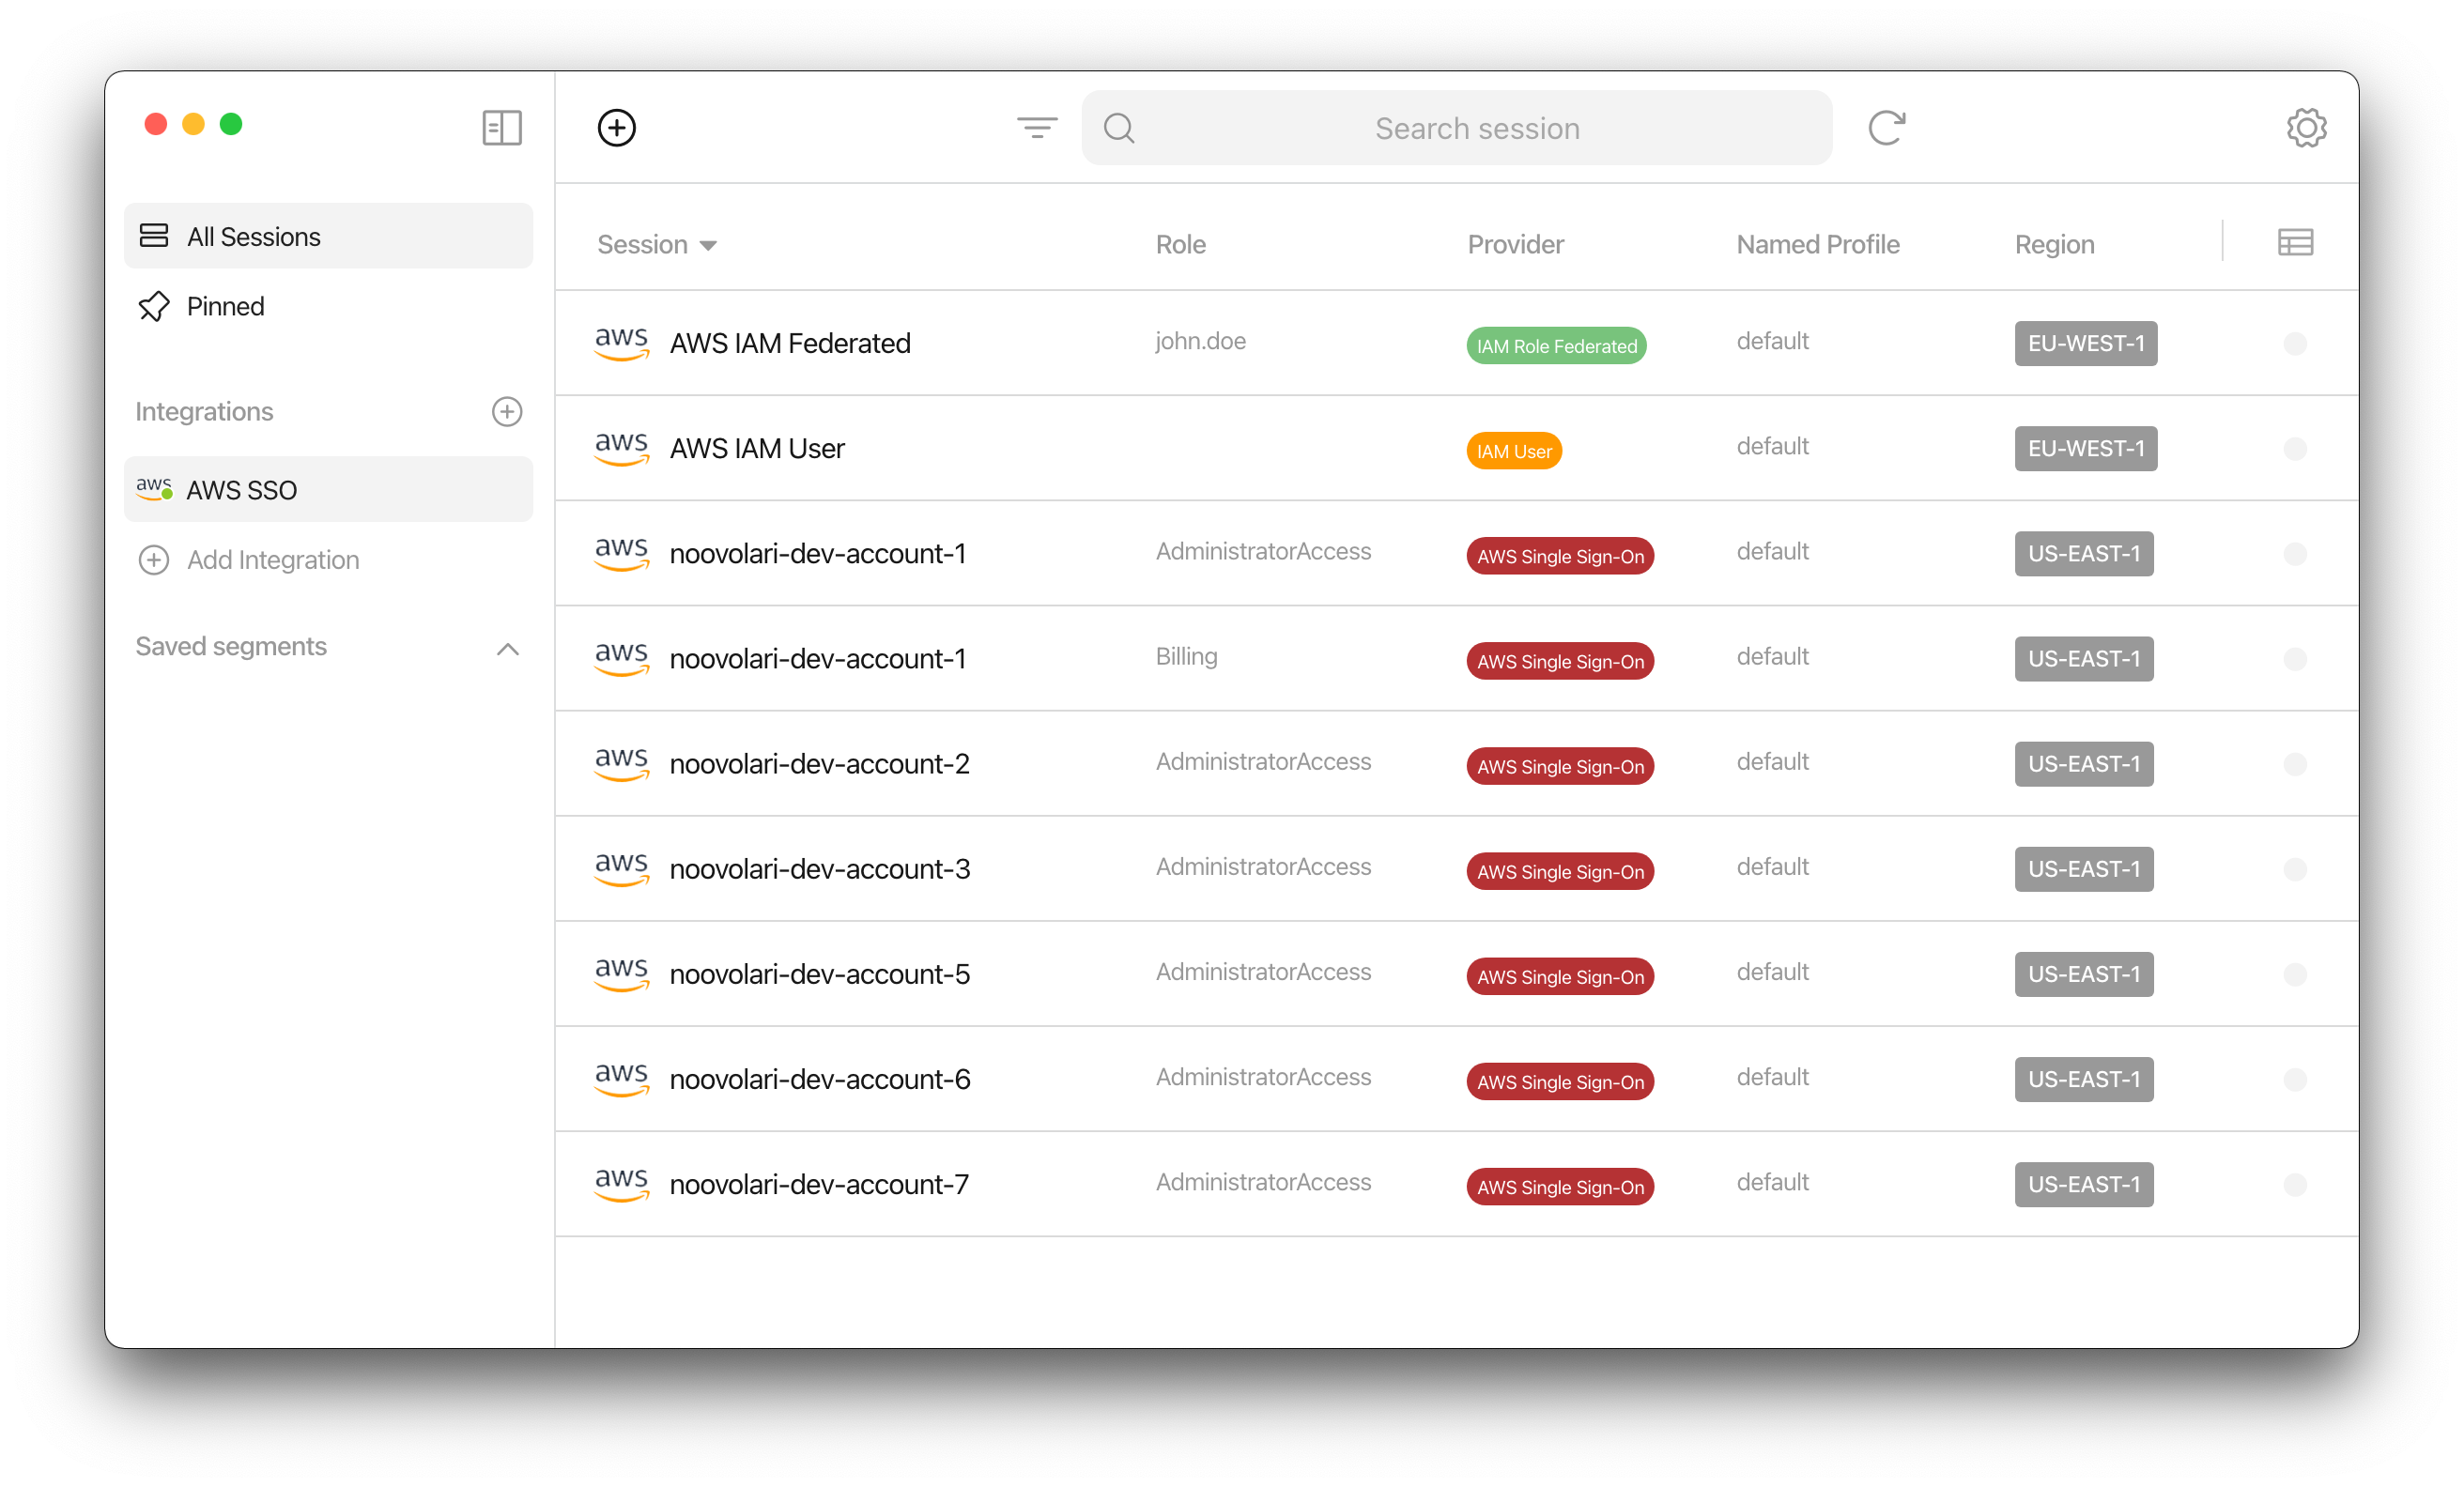 Search session
All Sessions
Pinned
Integrations
aws AWS SSO
Add Integration
Saved segments
Session Role Provider Named Profile Region
aws AWS IAM Federated john.doe IAM Role Federated default EU-WEST-1
aws AWS IAM User IAM User default EU-WEST-1
aws noovolari-dev-account-1 AdministratorAccess AWS Single Sign-On default US-EAST-1
aws noovolari-dev-account-1 Billing AWS Single Sign-On default US-EAST-1
aws noovolari-dev-account-2 AdministratorAccess AWS Single Sign-On default US-EAST-1
aws noovolari-dev-account-3 AdministratorAccess AWS Single Sign-On default US-EAST-1
aws noovolari-dev-account-5 AdministratorAccess AWS Single Sign-On default US-EAST-1
aws noovolari-dev-account-6 AdministratorAccess AWS Single Sign-On default US-EAST-1
aws noovolari-dev-account-7 AdministratorAccess AWS Single Sign-On default US-EAST-1